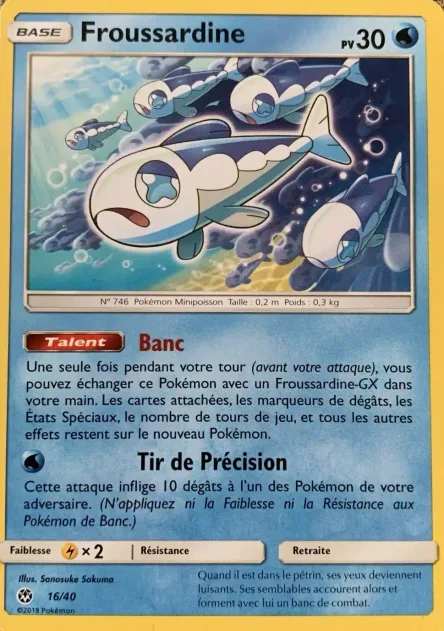 BASE Froussardine PV30
N° 746 Pokémon Minipoisson Taille : 0,2 m Poids : 0,3 kg
Talent Banc
Une seule fois pendant votre tour (avant votre attaque), vous
pouvez échanger ce Pokémon avec un Froussardine-GX dans
votre main. Les cartes attachées, les marqueurs de dégâts, les
États Spéciaux, le nombre de tours de jeu, et tous les autres
effets restent sur le nouveau Pokémon.
Tir de Précision
Cette attaque inflige 10 dégâts à l'un des Pokémon de votre
adversaire. (N'appliquez ni la Faiblesse ni la Résistance aux
Pokémon de Banc.)
Faiblesse ×2 Résistance Retraite
Illus. Sanosuke Sakuma
16/40
©2018 Pokémon
Quand il est dans le pétrin, ses yeux deviennent
luisants. Ses semblables accourent alors et
forment avec lui un banc de combat.